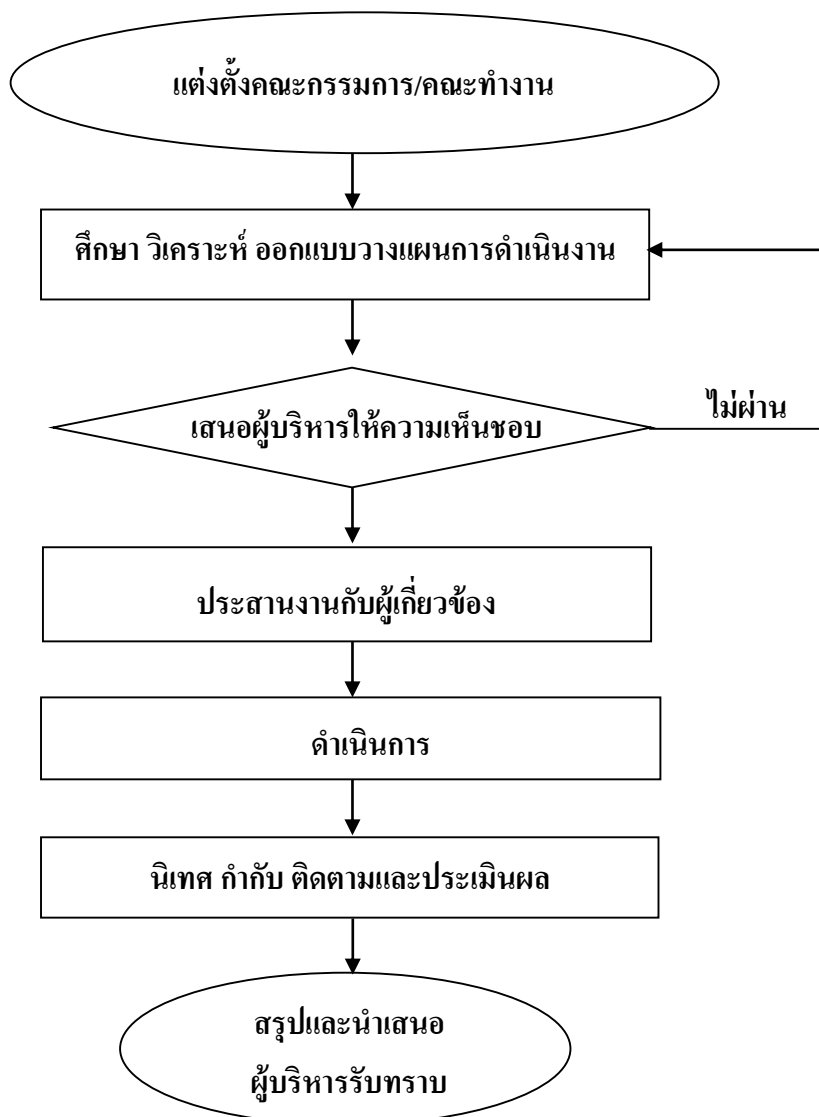 แต่งตั้งคณะกรรมการ/คณะทำงาน
ศึกษา วิเคราะห์ ออกแบบวางแผนการดำเนินงาน
เสนอผู้บริหารให้ความเห็นชอบ
ไม่ผ่าน
ประสานงานกับผู้เกี่ยวข้อง
ดำเนินการ
นิเทศ กำกับ ติดตามและประเมินผล
สรุปและนำเสนอ
ผู้บริหารรับทราบ